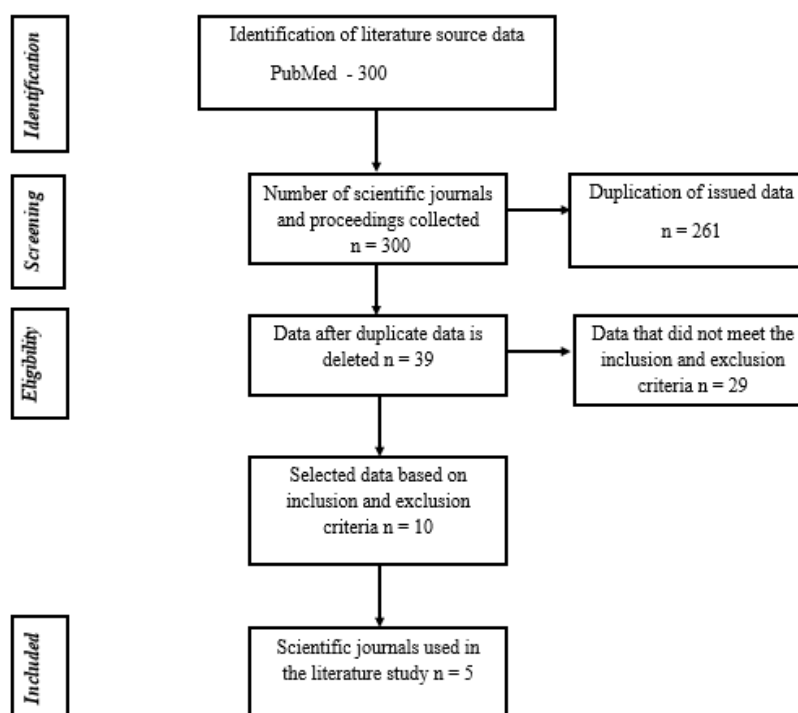 Identification
Identification of literature source data
PubMed - 300
Screening
Number of scientific journals
and proceedings collected
n = 300
Duplication of issued data
n = 261
Eligibility
Data after duplicate data is
deleted n = 39
Data that did not meet the
inclusion and exclusion
criteria n = 29
Selected data based on
inclusion and exclusion
criteria n = 10
Included
Scientific journals used in
the literature study n = 5